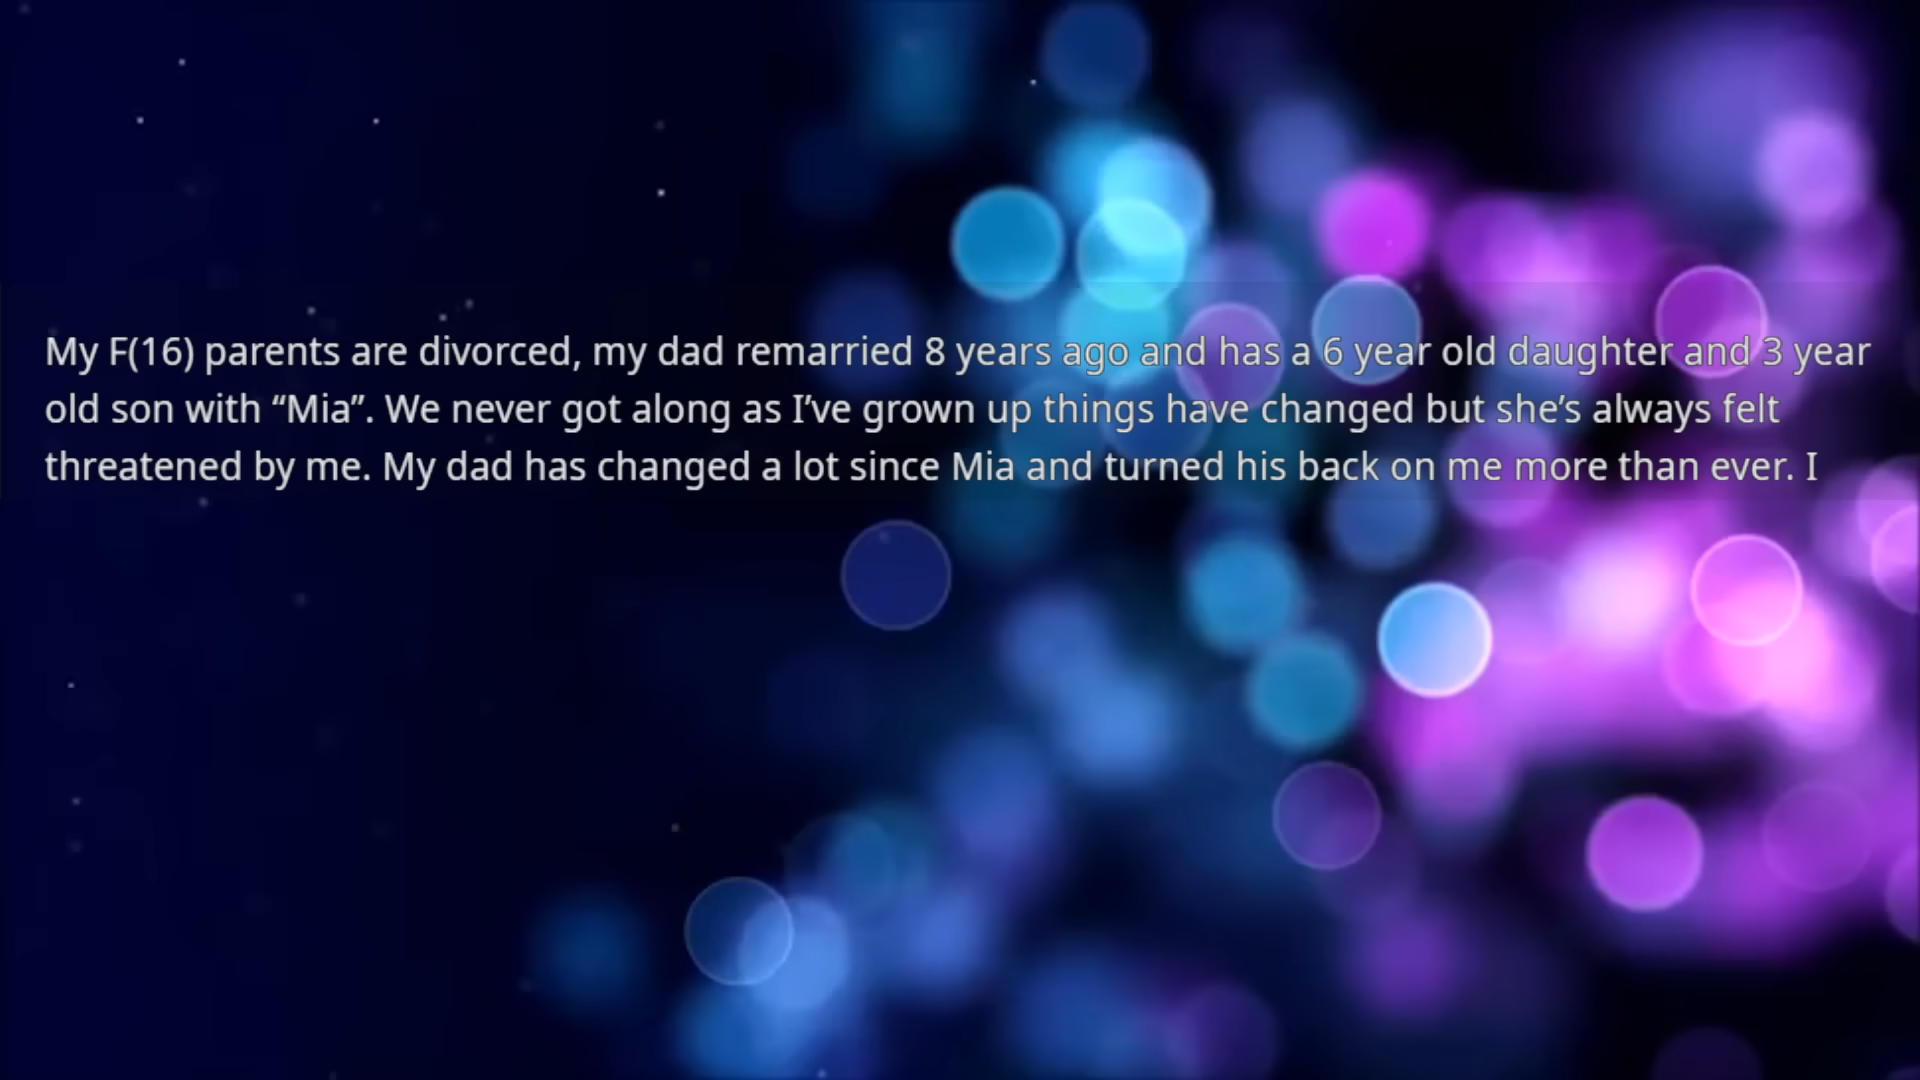 My F(16) parents are divorced, my dad remarried 8 years ago and has a 6 year old daughter and 3 year
old son with “Mia”. We never got along as I’ve grown up things have changed but she’s always felt
threatened by me. My dad has changed a lot since Mia and turned his back on me more than ever. I